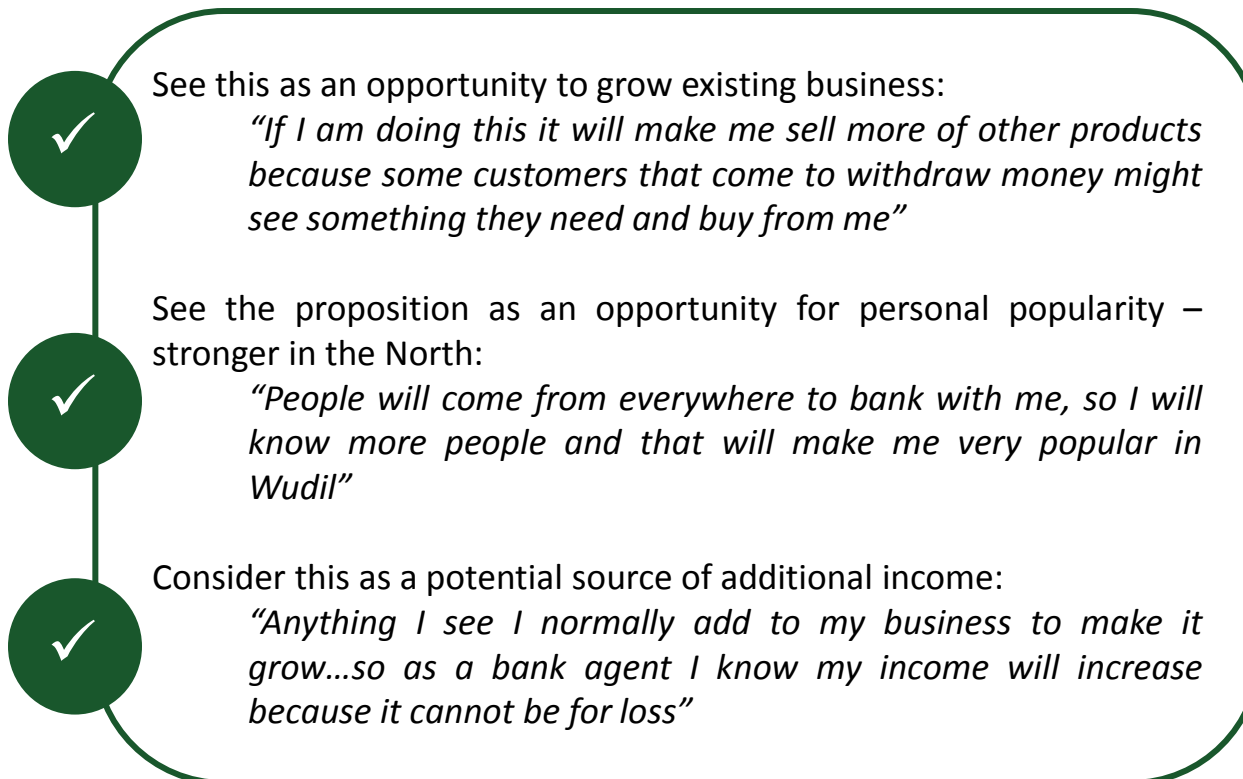 See this as an opportunity to grow existing business:
“If I am doing this it will make me sell more of other products
because some customers that come to withdraw money might
see something they need and buy from me”
See the proposition as an opportunity for personal popularity –
stronger in the North:
“People will come from everywhere to bank with me, so I will
know more people and that will make me very popular in
Wudil”
Consider this as a potential source of additional income:
“Anything I see I normally add to my business to make it
grow…so as a bank agent I know my income will increase
because it cannot be for loss”